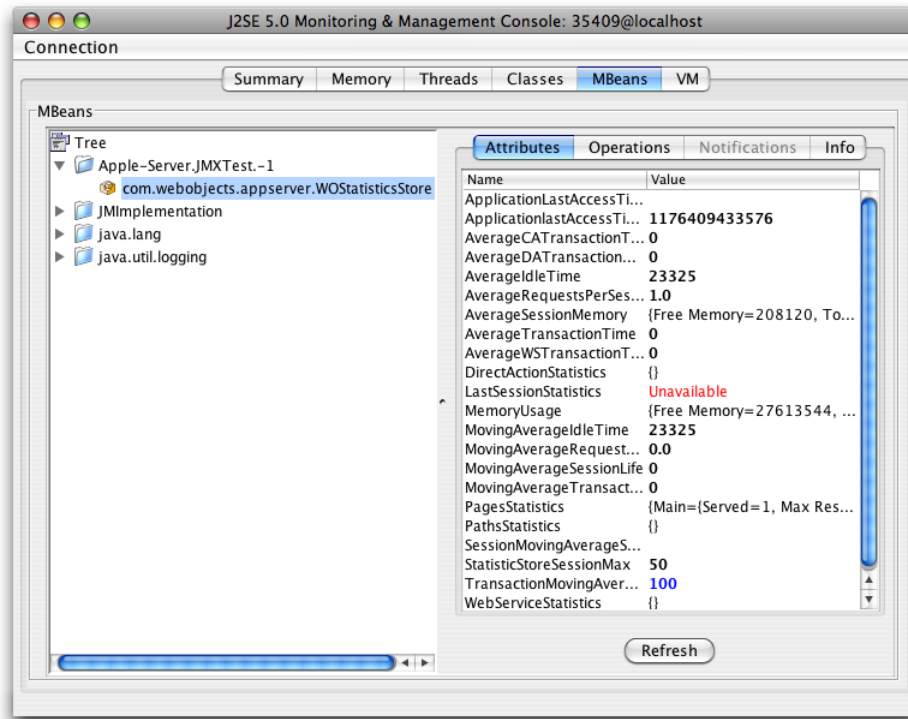 J2SE 5.0 Monitoring & Management Console: 35409@localhost
Connection
Summary Memory Threads Classes MBeans VM
MBeans
Tree
Apple-Server.JMXTest.-1
com.webobjects.appserver.WOStatisticsStore
JMImplementation
java.lang
java.util.logging
Attributes Operations Notifications Info
Name Value
ApplicationLastAccessTi...
ApplicationlastAccessTi... 1176409433576
AverageCATransactionT... 0
AverageDATransaction... 0
AverageIdleTime 23325
AverageRequestsPerSes... 1.0
AverageSessionMemory {Free Memory=208120, To...
AverageTransactionTime 0
AverageWSTransactionT... 0
DirectActionStatistics {}
LastSessionStatistics Unavailable
MemoryUsage {Free Memory=27613544, ...
MovingAverageIdleTime 23325
MovingAverageRequest... 0.0
MovingAverageSessionLife 0
MovingAverageTransact... 0
PagesStatistics {Main={Served=1, Max Res...
PathsStatistics {}
SessionMovingAverageS...
StatisticStoreSessionMax 50
TransactionMovingAver... 100
WebServiceStatistics {}
Refresh